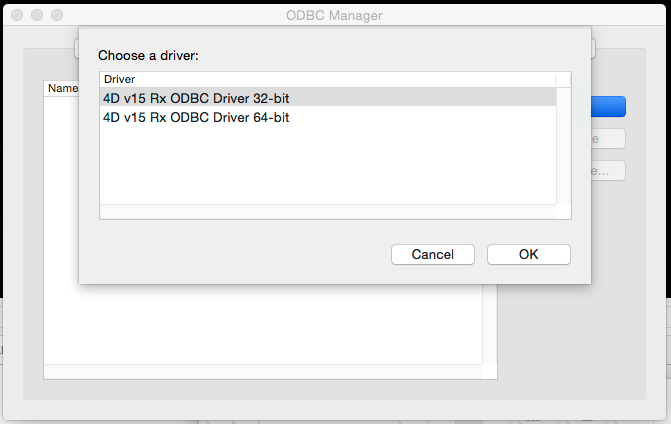 ODBC Manager
Choose a driver:
Driver
Name
4D v15 Rx ODBC Driver 32-bit
4D v15 Rx ODBC Driver 64-bit
Cancel
OK